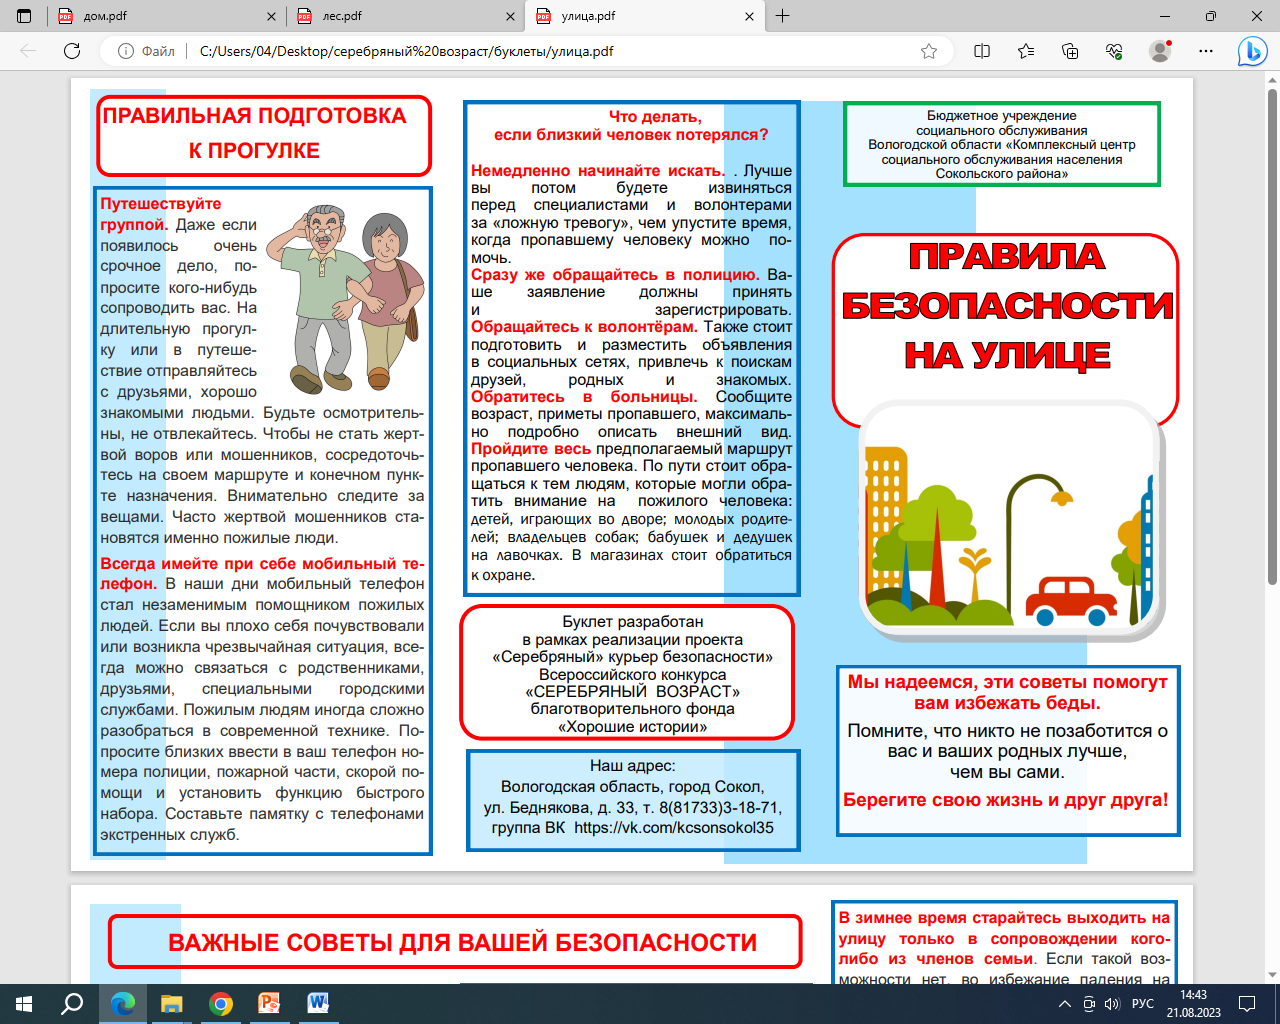 дом.pdf
лес.pdf
улица.pdf
Файл
C:/Users/04/Desktop/серебряный%20возраст/буклеты/улица.pdf
ПРАВИЛЬНАЯ ПОДГОТОВКА
К ПРОГУЛКЕ
Путешествуйте
группой. Даже если
появилось очень
срочное дело, по-
просите кого-нибудь
сопроводить вас. На
длительную прогул-
ку или в путеше-
ствие отправляйтесь
с друзьями, хорошо
знакомыми людьми. Будьте осмотритель-
ны, не отвлекайтесь. Чтобы не стать жерт-
вой воров или мошенников, сосредоточь-
тесь на своем маршруте и конечном пунк-
те назначения. Внимательно следите за
вещами. Часто жертвой мошенников ста-
новятся именно пожилые люди.
Всегда имейте при себе мобильный те-
лефон. В наши дни мобильный телефон
стал незаменимым помощником пожилых
людей. Если вы плохо себя почувствовали
или возникла чрезвычайная ситуация, все-
гда можно связаться с родственниками,
друзьями, специальными городскими
службами. Пожилым людям иногда сложно
разобраться в современной технике. По-
просите близких ввести в ваш телефон но-
мера полиции, пожарной части, скорой по-
мощи и установить функцию быстрого
набора. Составьте памятку с телефонами
экстренных служб.
Что делать,
если близкий человек потерялся?
Немедленно начинайте искать. . Лучше
вы потом будете извиняться
перед специалистами и волонтерами
за «ложную тревогу», чем упустите время,
когда пропавшему человеку можно по-
мочь.
Сразу же обращайтесь в полицию. Ва-
ше заявление должны принять
и зарегистрировать.
Обращайтесь к волонтёрам. Также стоит
подготовить и разместить объявления
в социальных сетях, привлечь к поискам
друзей, родных и знакомых.
Обратитесь в больницы. Сообщите
возраст, приметы пропавшего, максималь-
но подробно описать внешний вид.
Пройдите весь предполагаемый маршрут
пропавшего человека. По пути стоит обра-
щаться к тем людям, которые могли обра-
тить внимание на пожилого человека:
детей, играющих во дворе; молодых родите-
лей; владельцев собак; бабушек и дедушек
на лавочках. В магазинах стоит обратиться
к охране.
Буклет разработан
в рамках реализации проекта
«Серебряный» курьер безопасности»
Всероссийского конкурса
«СЕРЕБРЯНЫЙ ВОЗРАСТ»
благотворительного фонда
«Хорошие истории»
Наш адрес:
Вологодская область, город Сокол,
ул. Беднякова, д. 33, т. 8(81733)3-18-71,
группа ВК https://vk.com/kcsonsokol35
Бюджетное учреждение
социального обслуживания
Вологодской области «Комплексный центр
социального обслуживания населения
Сокольского района»
ПРАВИЛА
БЕЗОПАСНОСТИ
НА УЛИЦЕ
Мы надеемся, эти советы помогут
вам избежать беды.
Помните, что никто не позаботится о
вас и ваших родных лучше,
чем вы сами.
Берегите свою жизнь и друг друга!
ВАЖНЫЕ СОВЕТЫ ДЛЯ ВАШЕЙ БЕЗОПАСНОСТИ
В зимнее время старайтесь выходить на
улицу только в сопровождении кого-
либо из членов семьи. Если такой воз-
можности нет, во избежание падения на
РУС
14:43
21.08.2023